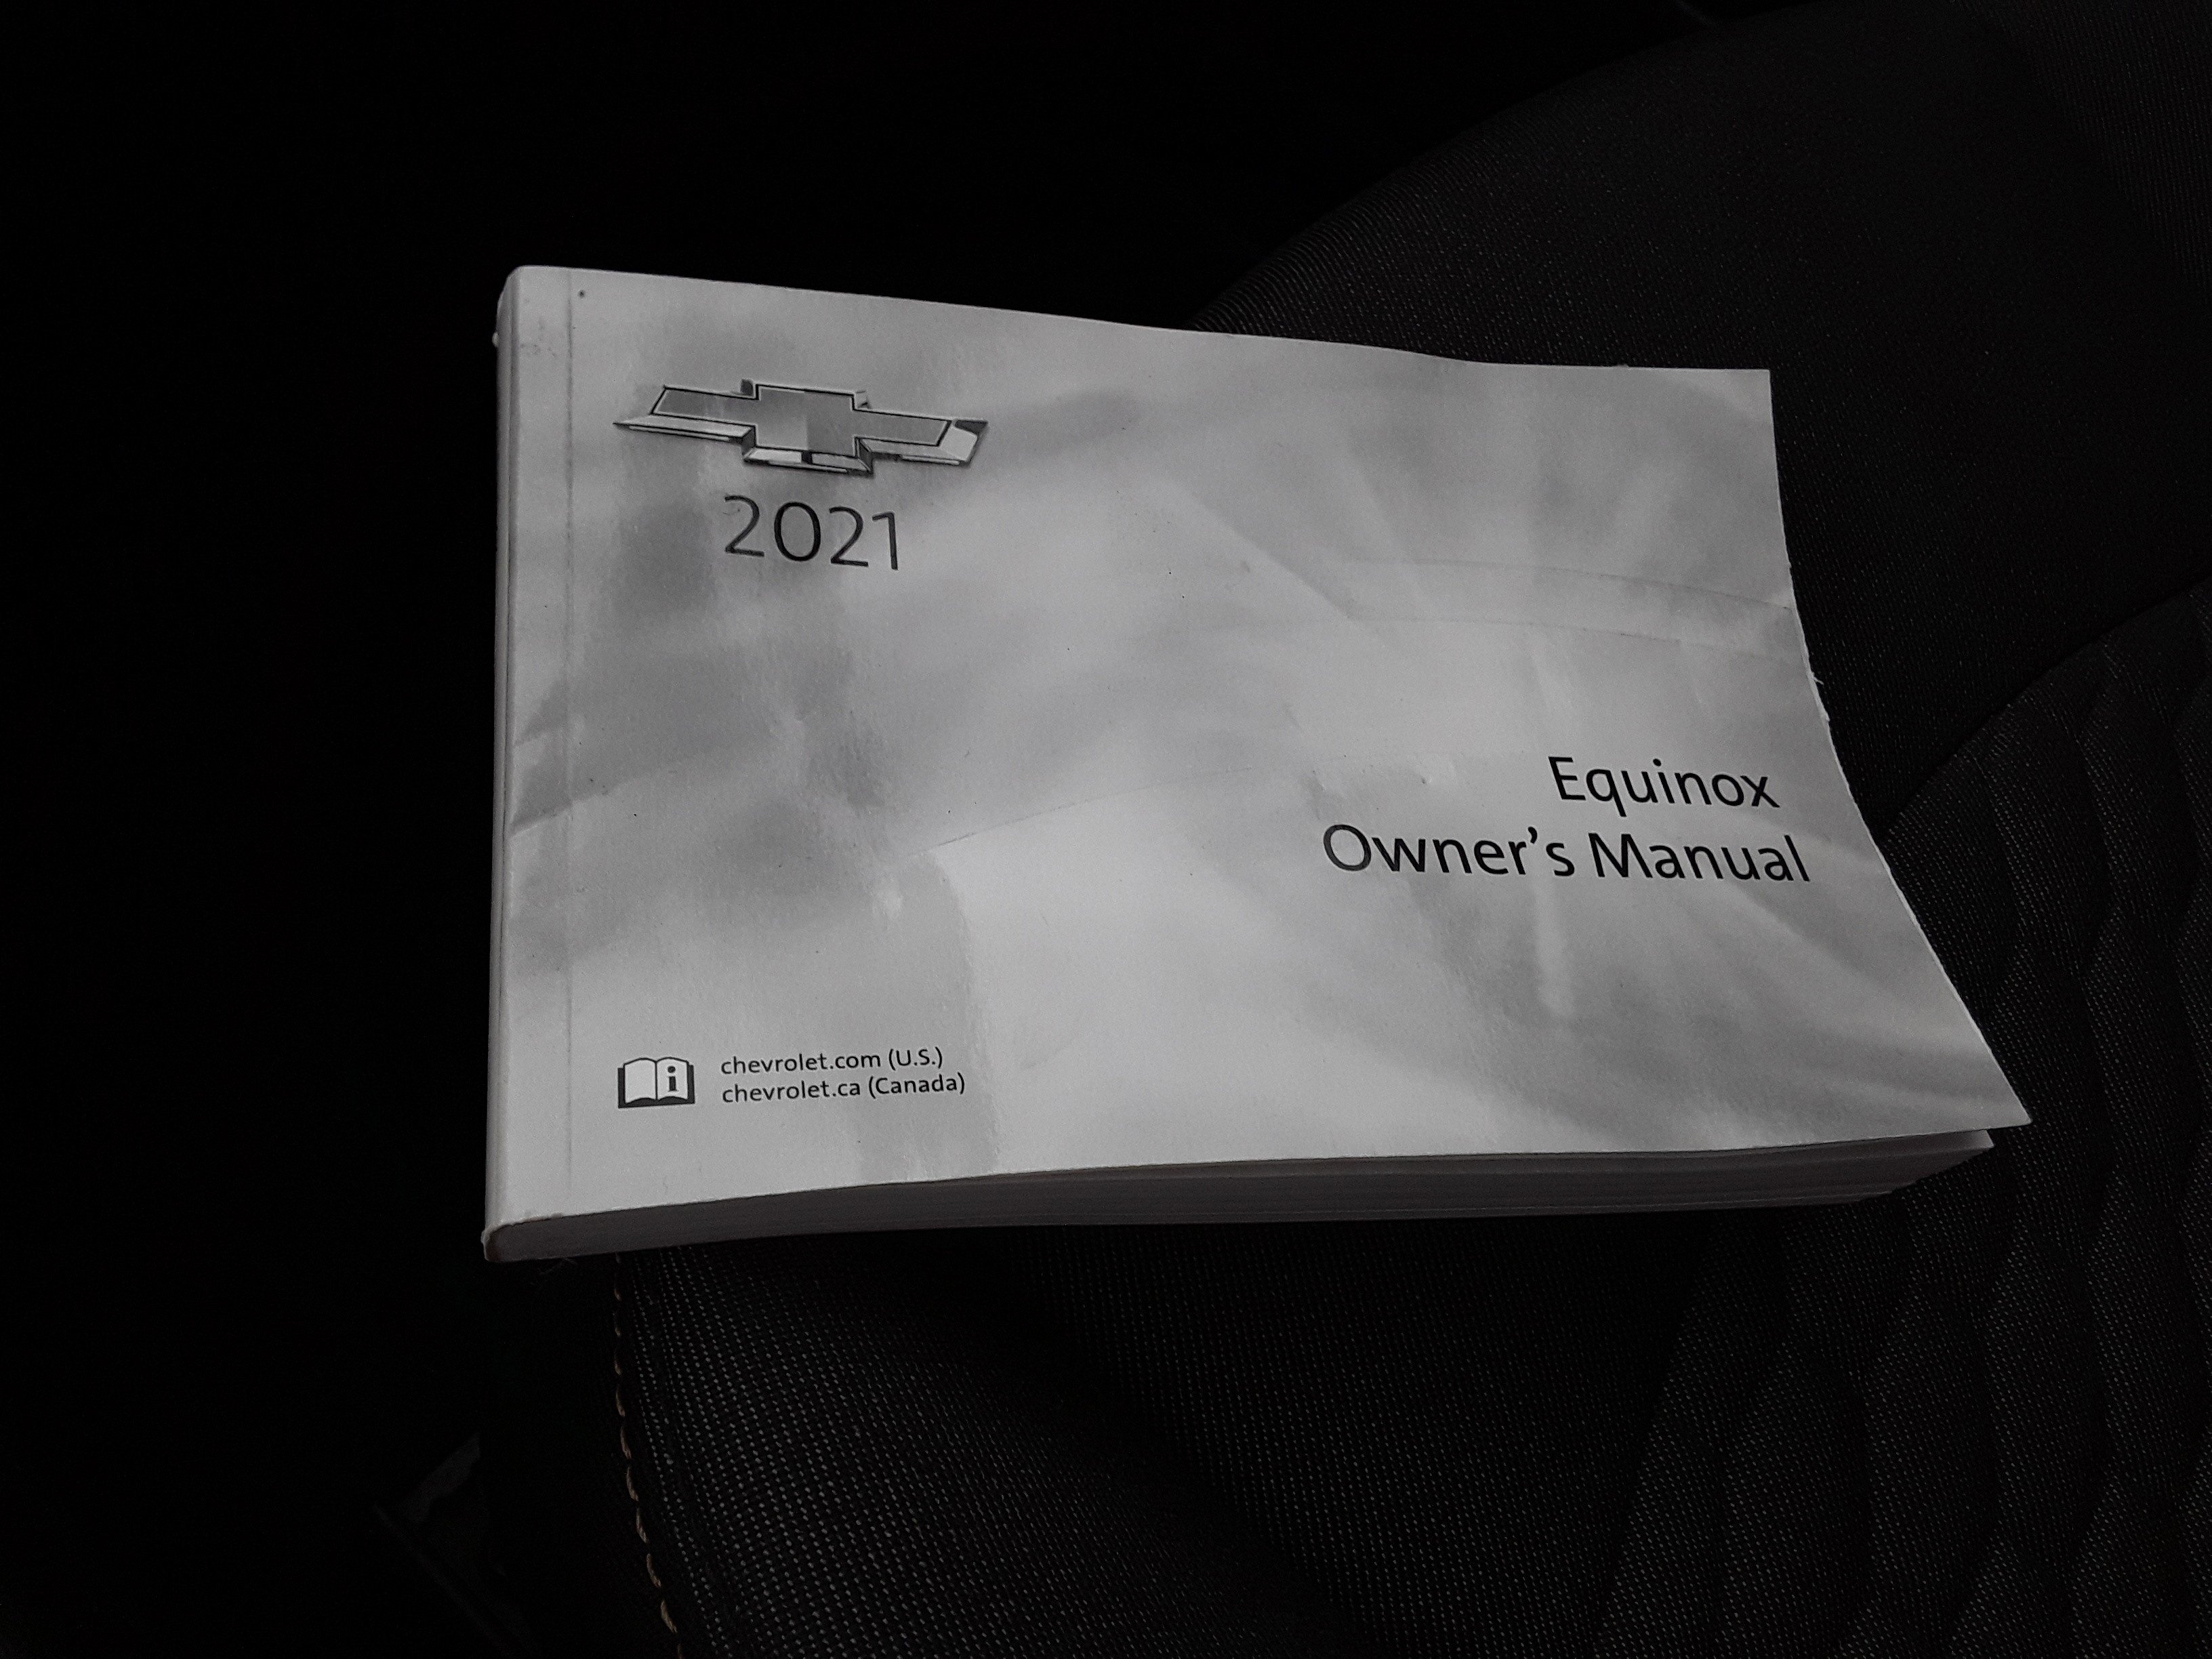 2021
Equinox
Owner’s Manual
chevrolet.com (U.S.)
chevrolet.ca (Canada)